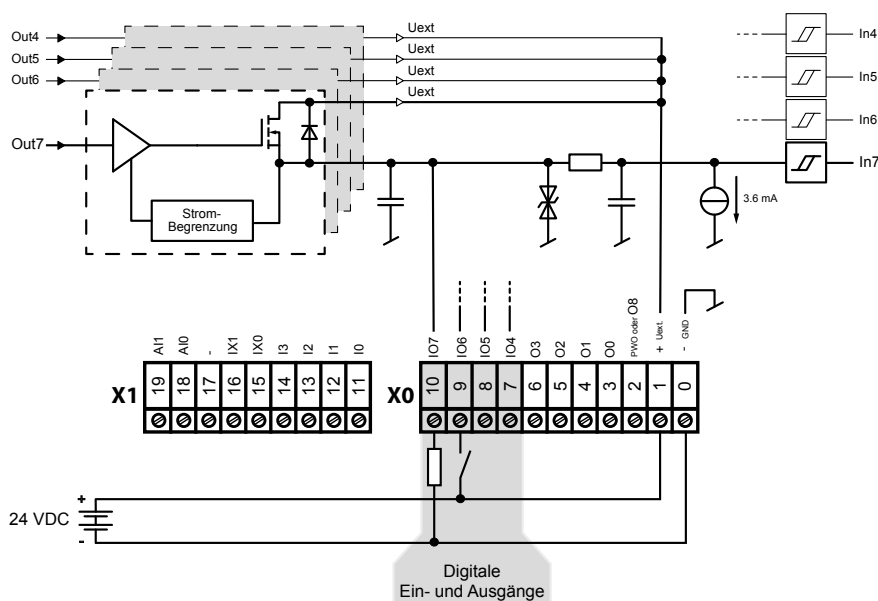 Out4
Uext
In4
Out5
Uext
In5
Out6
Uext
In6
Uext
Out7
In7
3.6 mA
Strom-
Begrenzung
AI1
AI0
-
IX1
IX0
I3
I2
I1
I0
IO7
IO6
IO5
IO4
O3
O2
O1
O0
PWO oder O8
+ Uext.
- GND
X1
19
18
17
16
15
14
13
12
11
X0
10
9
8
7
6
5
4
3
2
1
0
+
24 VDC
-
Digitale
Ein- und Ausgänge